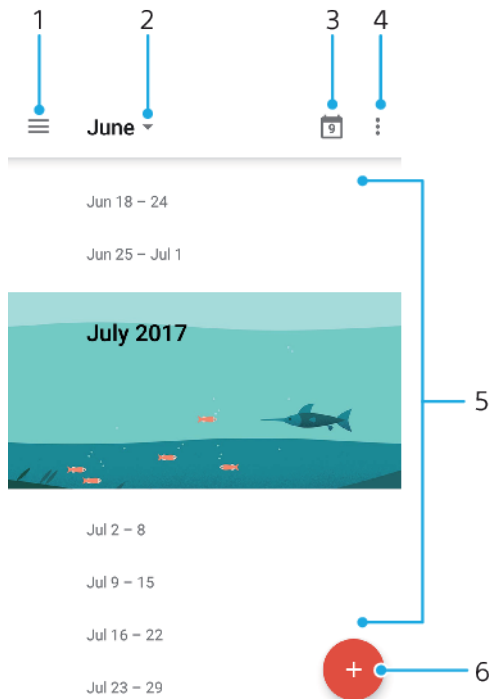 1 2 3 4
June
9
Jun 18 – 24
Jun 25 – Jul 1
July 2017
5
Jul 2 – 8
Jul 9 – 15
Jul 16 – 22
+ 6
Jul 23 – 29